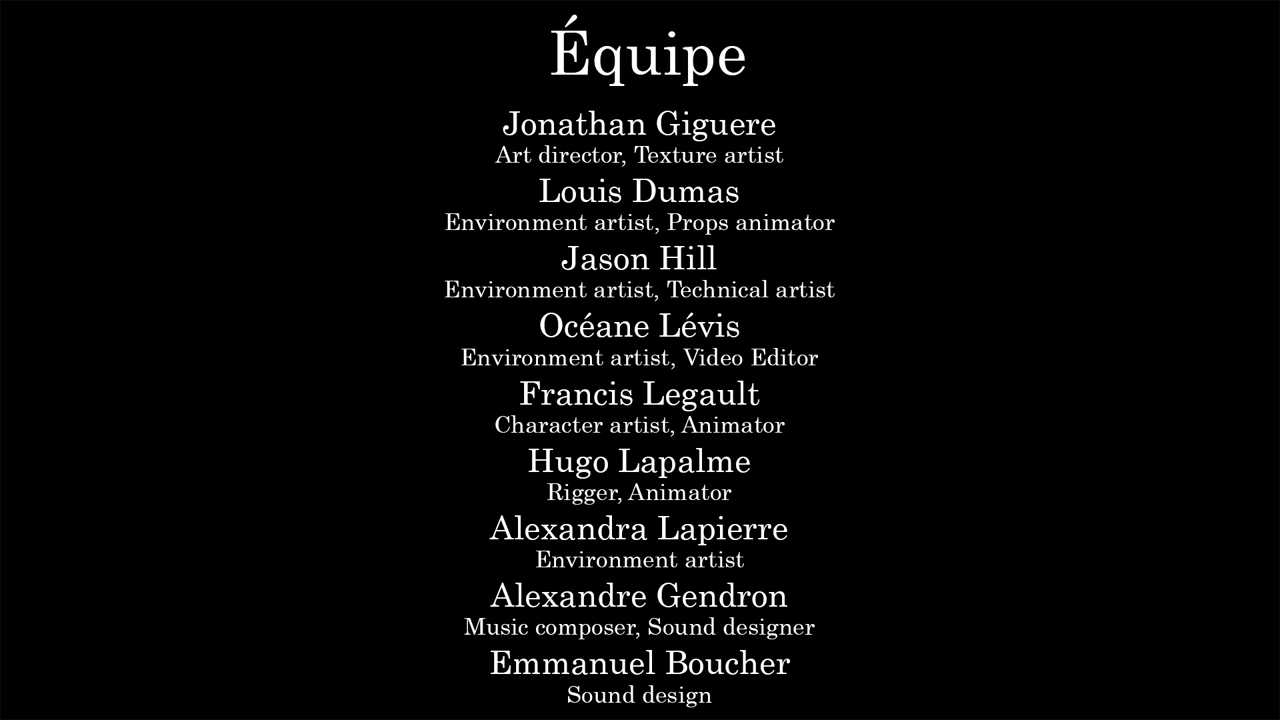 Équipe
Jonathan Giguere
Art director, Texture artist
Louis Dumas
Environment artist, Props animator
Jason Hill
Environment artist, Technical artist
Océane Lévis
Environment artist, Video Editor
Francis Legault
Character artist, Animator
Hugo Lapalme
Rigger, Animator
Alexandra Lapierre
Environment artist
Alexandre Gendron
Music composer, Sound designer
Emmanuel Boucher
Sound design